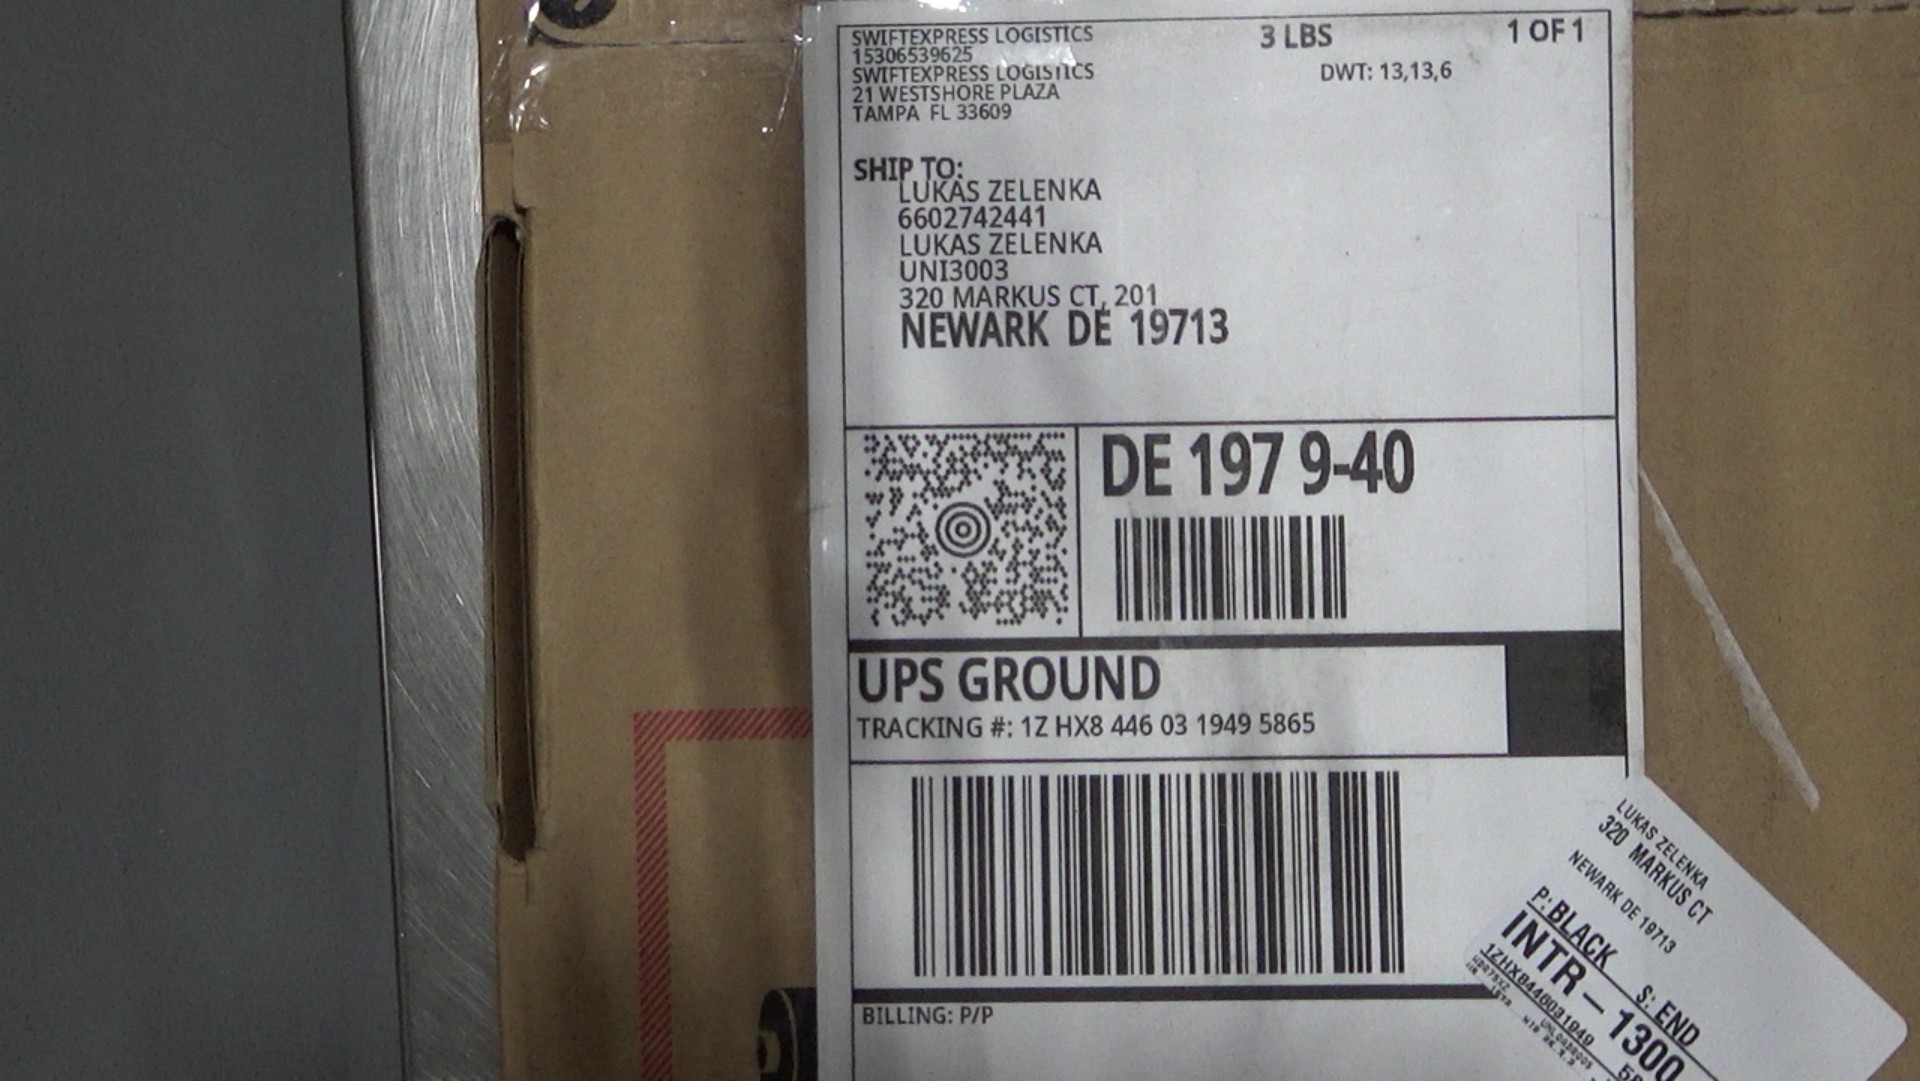 SWIFTEXPRESS LOGISTICS
15306539625
SWIFTEXPRESS LOGISTICS
21 WESTSHORE PLAZA
TAMPA FL 33609
3 LBS
1 OF 1
DWT: 13,13,6
SHIP TO:
LUKAS ZELENKA
6602742441
LUKAS ZELENKA
UNI3003
320 MARKUS CT, 201
NEWARK DE 19713
DE 197 9-40
UPS GROUND
TRACKING #: 1Z HX8 446 03 1949 5865
BILLING: P/P
LUKAS ZELENKA
320 MARKUS CT
NEWARK DE 19713
P: BLACK S: END
INTR-1300
1ZHX8446031949